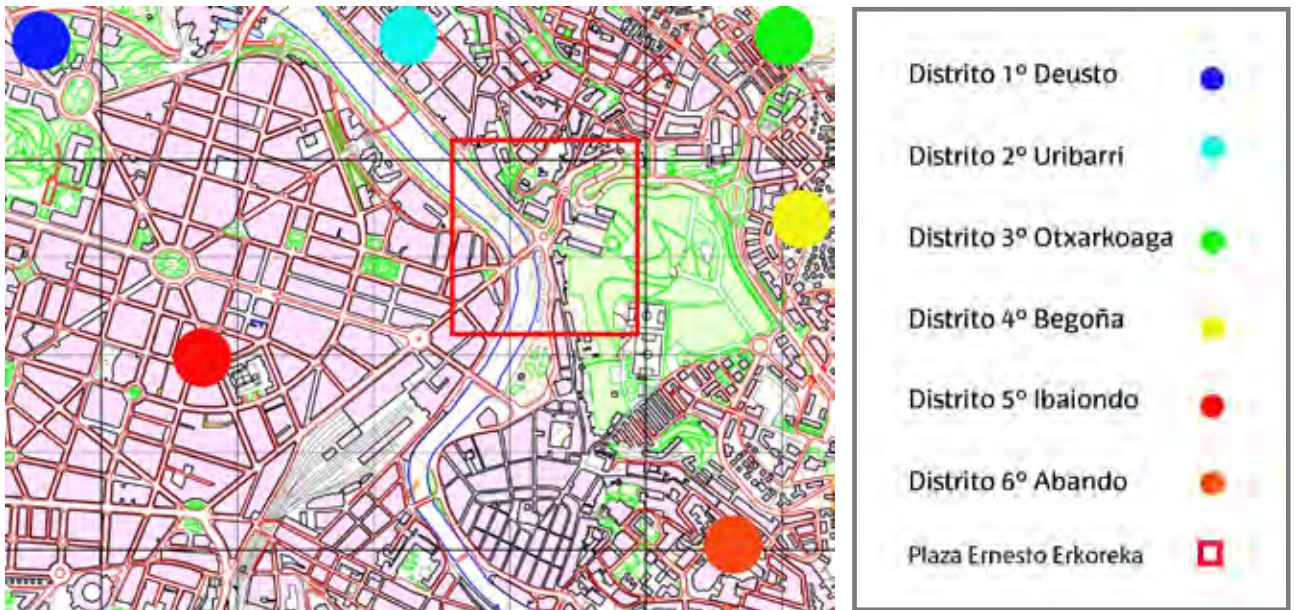 Distrito 1º Deusto
Distrito 2º Uribarri
Distrito 3º Otxarkoaga
Distrito 4º Begoña
Distrito 5º Ibaiondo
Distrito 6º Abando
Plaza Ernesto Erkoreka